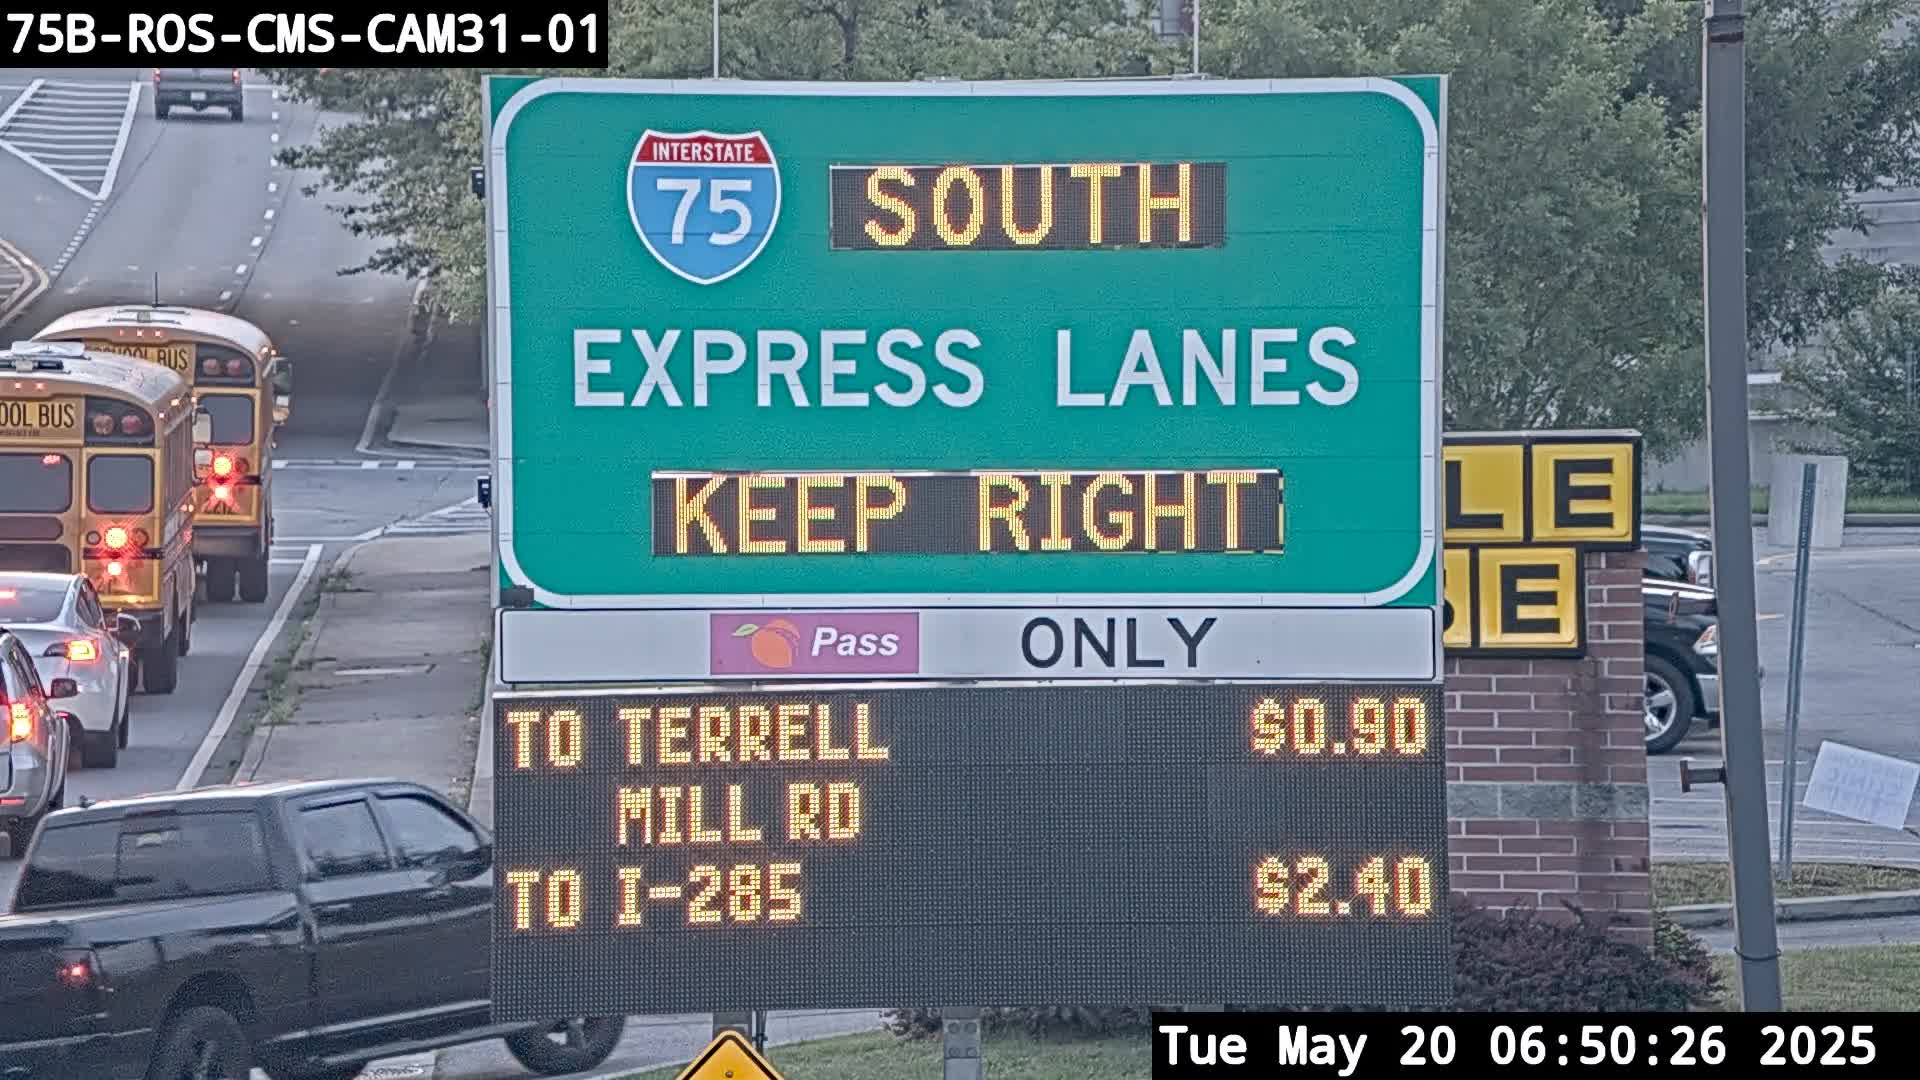 75B-ROS-CMS-CAM31-01
INTERSTATE
75
SOUTH
EXPRESS LANES
KEEP RIGHT
Pass ONLY
TO TERRELL $0.90
MILL RD
TO I-285 $2.40
SCHOOL BUS
OOL BUS
LE
E
Tue May 20 06:50:26 2025